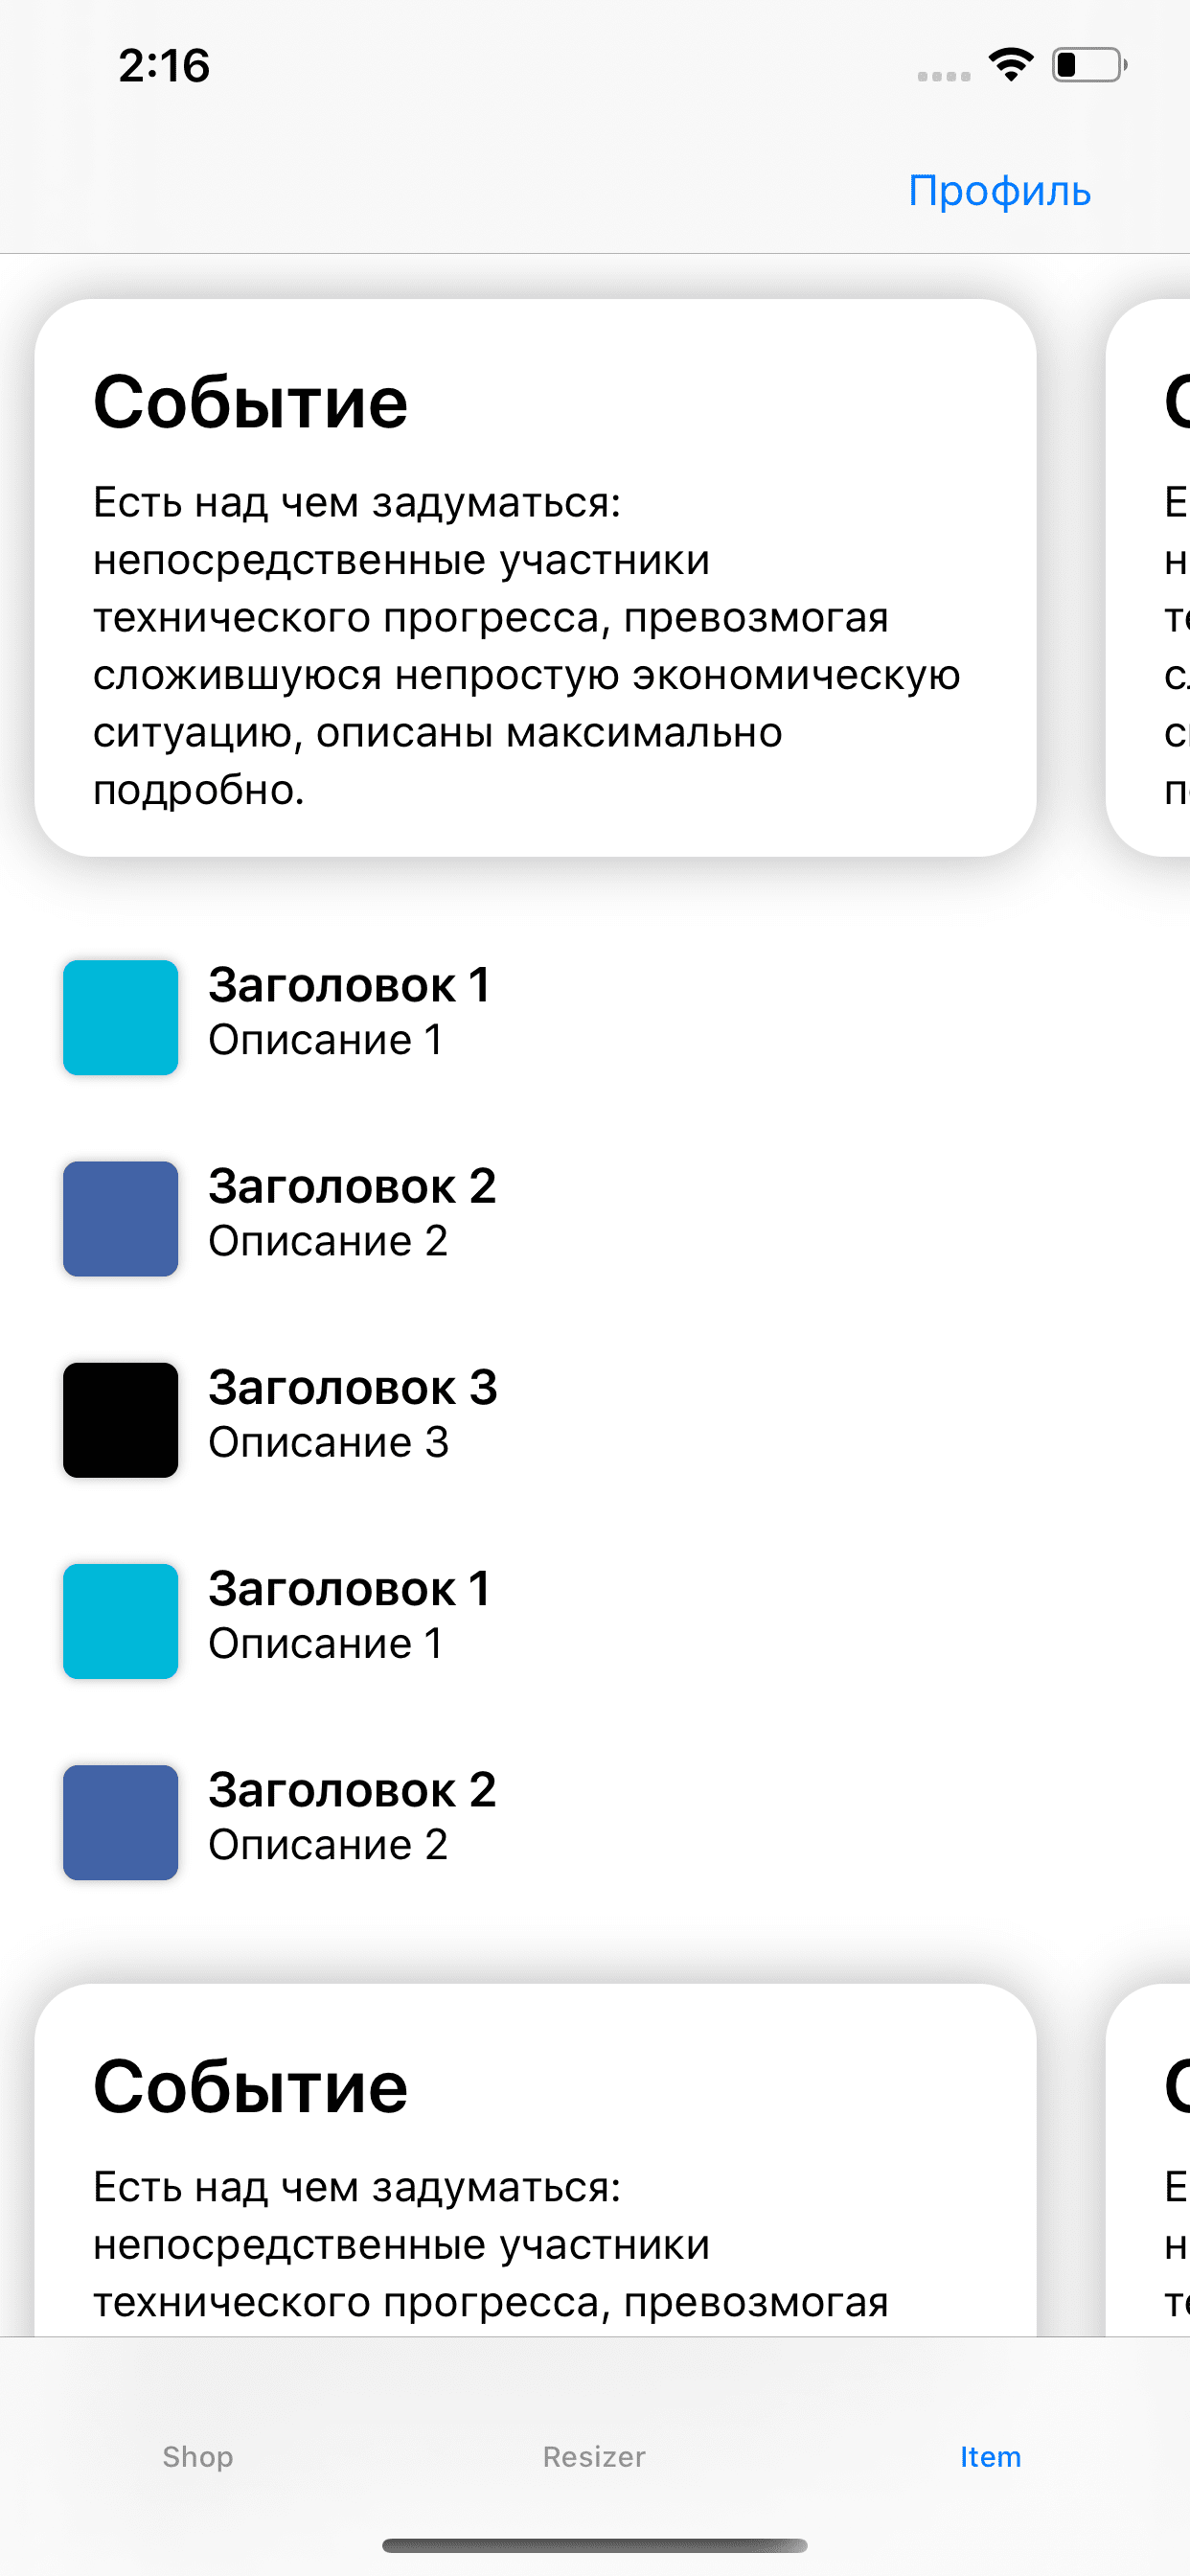 2:16
Профиль
Событие
Есть над чем задуматься:
непосредственные участники
технического прогресса, превозмогая
сложившуюся непростую экономическую
ситуацию, описаны максимально
подробно.
Заголовок 1
Описание 1
Заголовок 2
Описание 2
Заголовок 3
Описание 3
Заголовок 1
Описание 1
Заголовок 2
Описание 2
Событие
Есть над чем задуматься:
непосредственные участники
технического прогресса, превозмогая
Shop
Resizer
Item